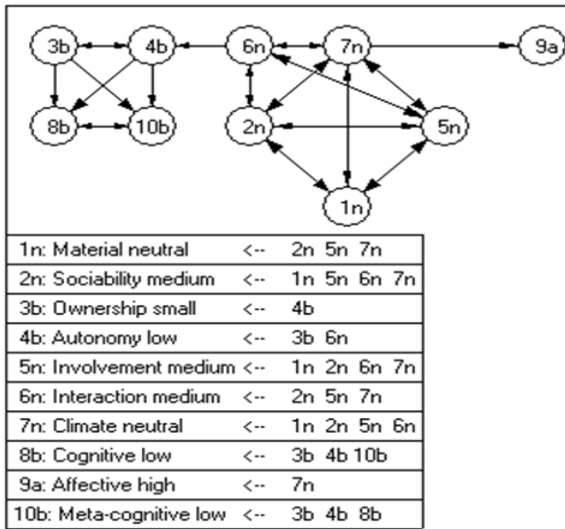 3b 4b 6n 7n 9a
8b 10b 2n 5n
1n
1n: Material neutral <-- 2n 5n 7n
2n: Sociability medium <-- 1n 5n 6n 7n
3b: Ownership small <-- 4b
4b: Autonomy low <-- 3b 6n
5n: Involvement medium <-- 1n 2n 6n 7n
6n: Interaction medium <-- 2n 5n 7n
7n: Climate neutral <-- 1n 2n 5n 6n
8b: Cognitive low <-- 3b 4b 10b
9a: Affective high <-- 7n
10b: Meta-cognitive low <-- 3b 4b 8b